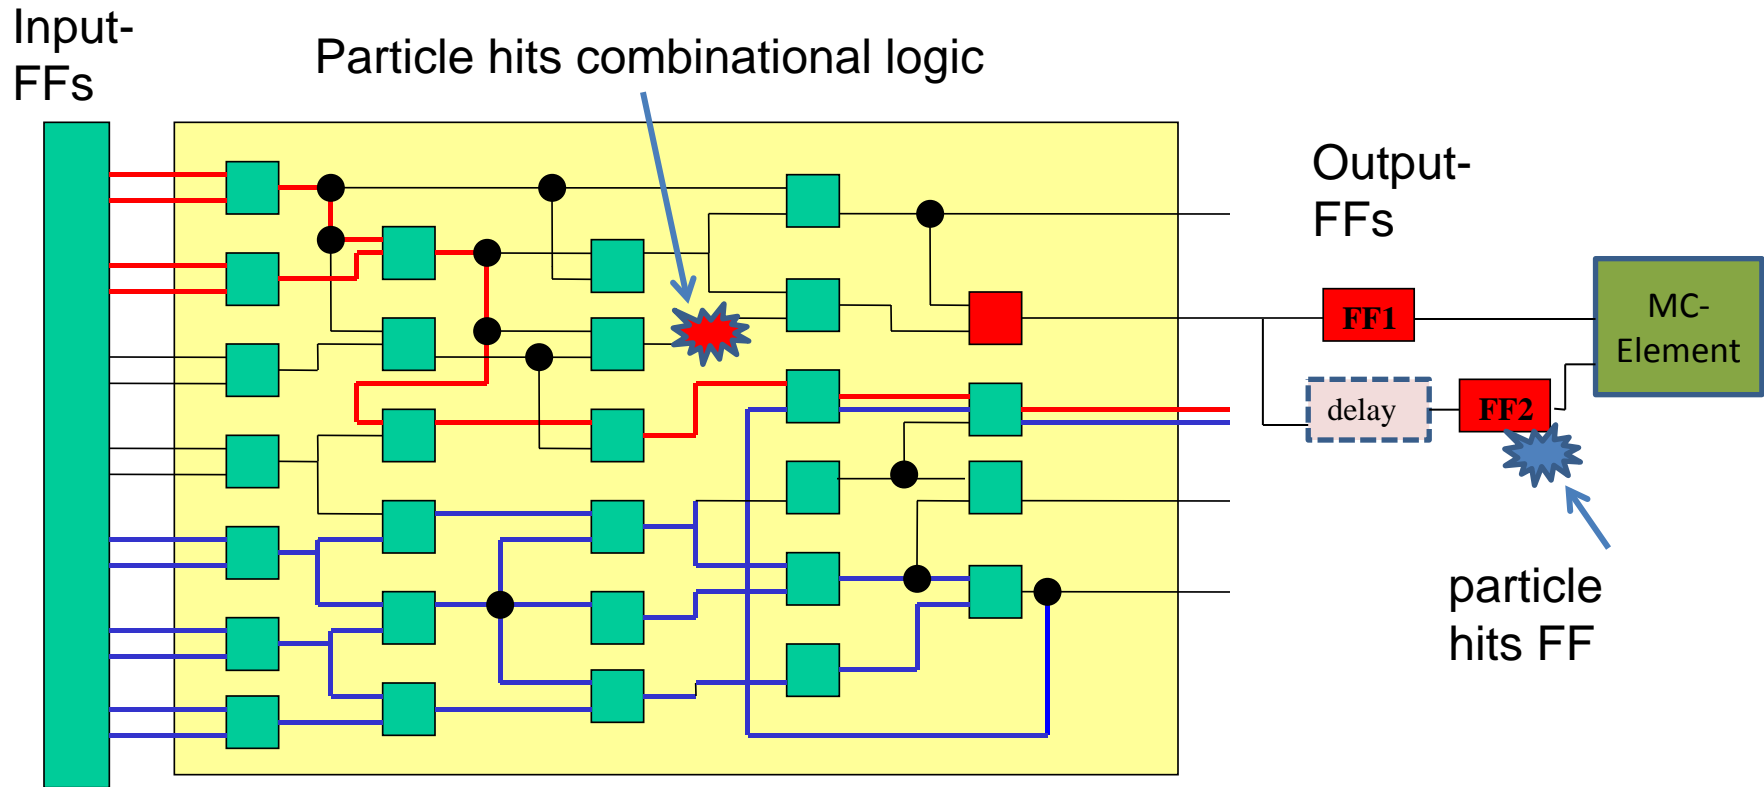 Input-
FFs
Particle hits combinational logic
Output-
FFs
FF1
MC-
Element
delay
FF2
particle
hits FF